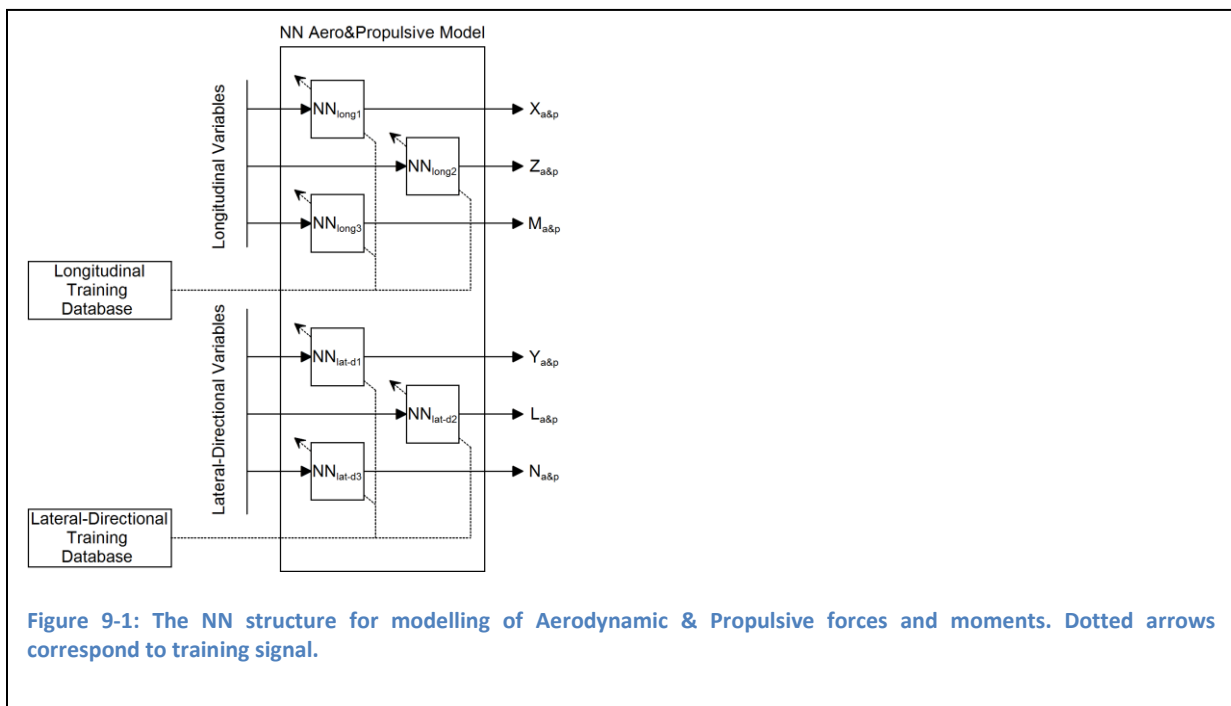 NN Aero&Propulsive Model
Longitudinal Variables
NNlong1
Xa&p
NNlong2
Za&p
NNlong3
Ma&p
Longitudinal
Training
Database
Lateral-Directional Variables
NNlat-d1
Ya&p
NNlat-d2
La&p
NNlat-d3
Na&p
Lateral-Directional
Training
Database
Figure 9-1: The NN structure for modelling of Aerodynamic & Propulsive forces and moments. Dotted arrows
correspond to training signal.